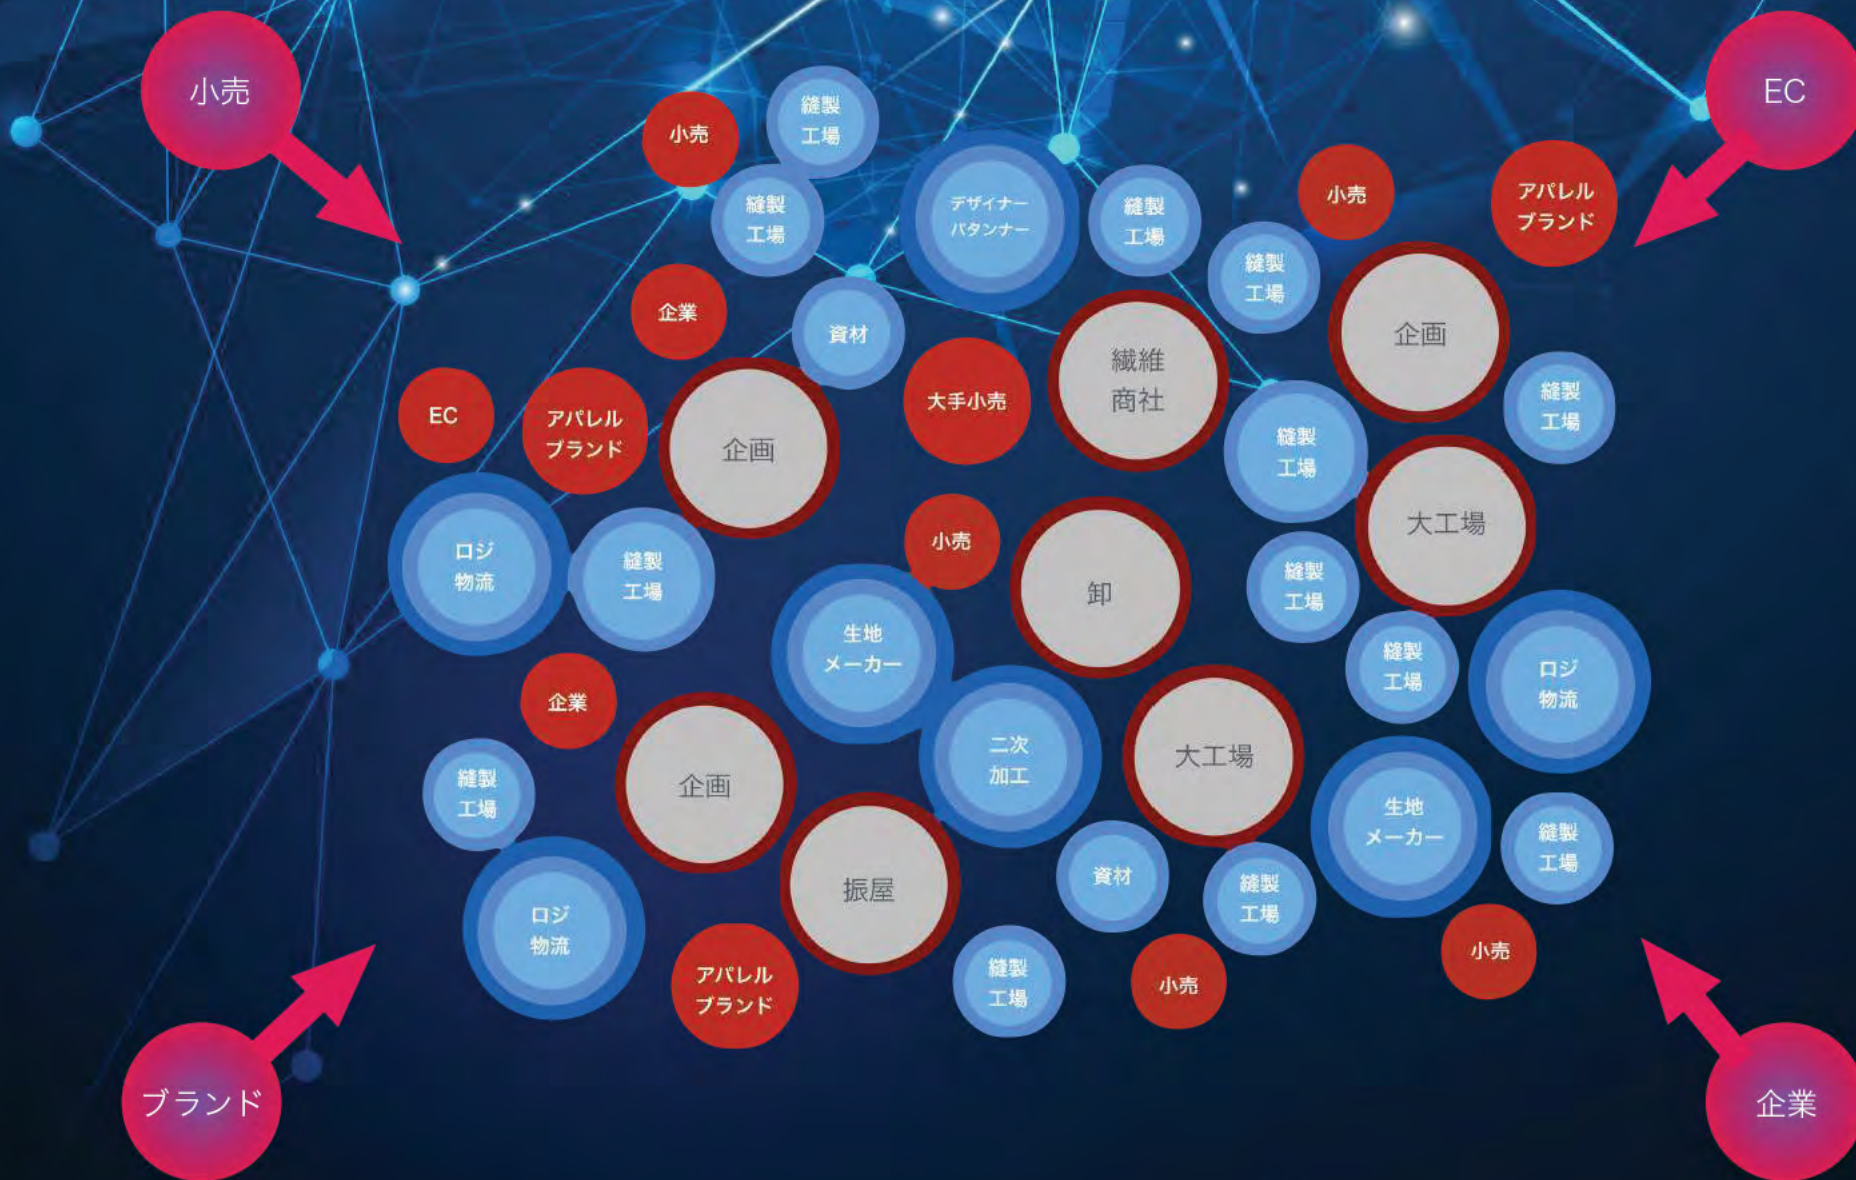 小売
EC
小売
縫製
工場
縫製
工場
デザイナー
パタンナー
縫製
工場
縫製
工場
小売
アパレル
ブランド
企業
資材
大手小売
繊維
商社
企画
縫製
工場
EC
アパレル
ブランド
企画
縫製
工場
大工場
ロジ
物流
縫製
工場
小売
卸
縫製
工場
縫製
工場
ロジ
物流
生地
メーカー
企業
二次
加工
大工場
縫製
工場
企画
生地
メーカー
縫製
工場
振屋
資材
縫製
工場
ロジ
物流
アパレル
ブランド
縫製
工場
小売
小売
ブランド
企業